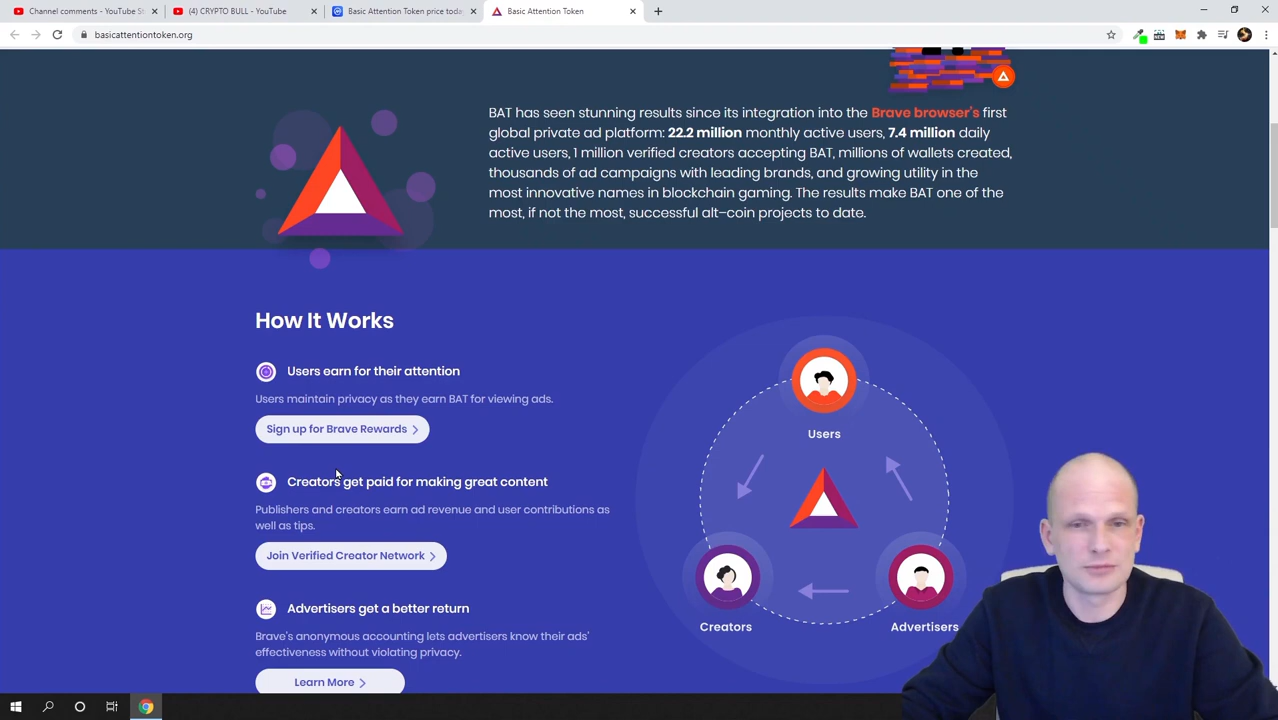 Channel comments - YouTube St
(4) CRYPTO BULL - YouTube
Basic Attention Token price toda
Basic Attention Token
basicattentiontoken.org
BAT has seen stunning results since its integration into the Brave browser's first
global private ad platform: 22.2 million monthly active users, 7.4 million daily
active users, 1 million verified creators accepting BAT, millions of wallets created,
thousands of ad campaigns with leading brands, and growing utility in the
most innovative names in blockchain gaming. The results make BAT one of the
most, if not the most, successful alt–coin projects to date.
How It Works
Users earn for their attention
Users maintain privacy as they earn BAT for viewing ads.
Sign up for Brave Rewards
Creators get paid for making great content
Publishers and creators earn ad revenue and user contributions as
well as tips.
Join Verified Creator Network
Advertisers get a better return
Brave's anonymous accounting lets advertisers know their ads'
effectiveness without violating privacy.
Learn More
Users
Creators
Advertisers